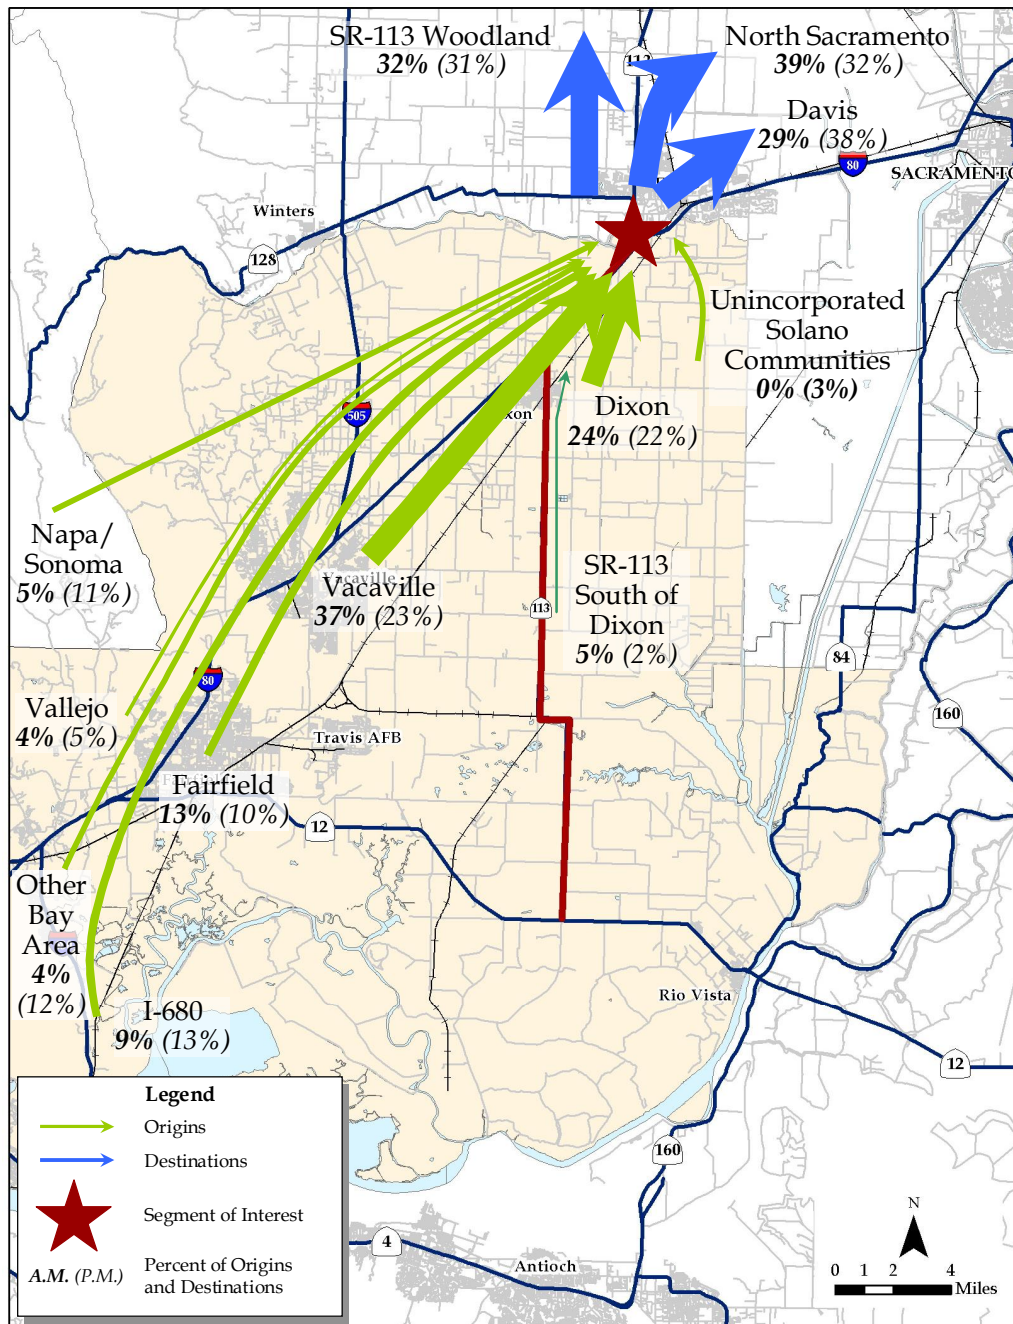 SR-113 Woodland
32% (31%)
113
North Sacramento
39% (32%)
Davis
29% (38%)
80
SACRAMENTO
Winters
128
Unincorporated
Solano
Communities
0% (3%)
505
Dixon
24% (22%)
Napa/
Sonoma
5% (11%)
Vacaville
Vacaville
37% (23%)
SR-113
South of
Dixon
5% (2%)
113
84
80
160
Vallejo
4% (5%)
Travis AFB
Fairfield
13% (10%)
12
Other
Bay
Area
4%
(12%)
I-680
9% (13%)
Rio Vista
12
Legend
Origins
Destinations
Segment of Interest
A.M. (P.M.)
Percent of Origins
and Destinations
160
4
Antioch
N
0 1 2 4
Miles